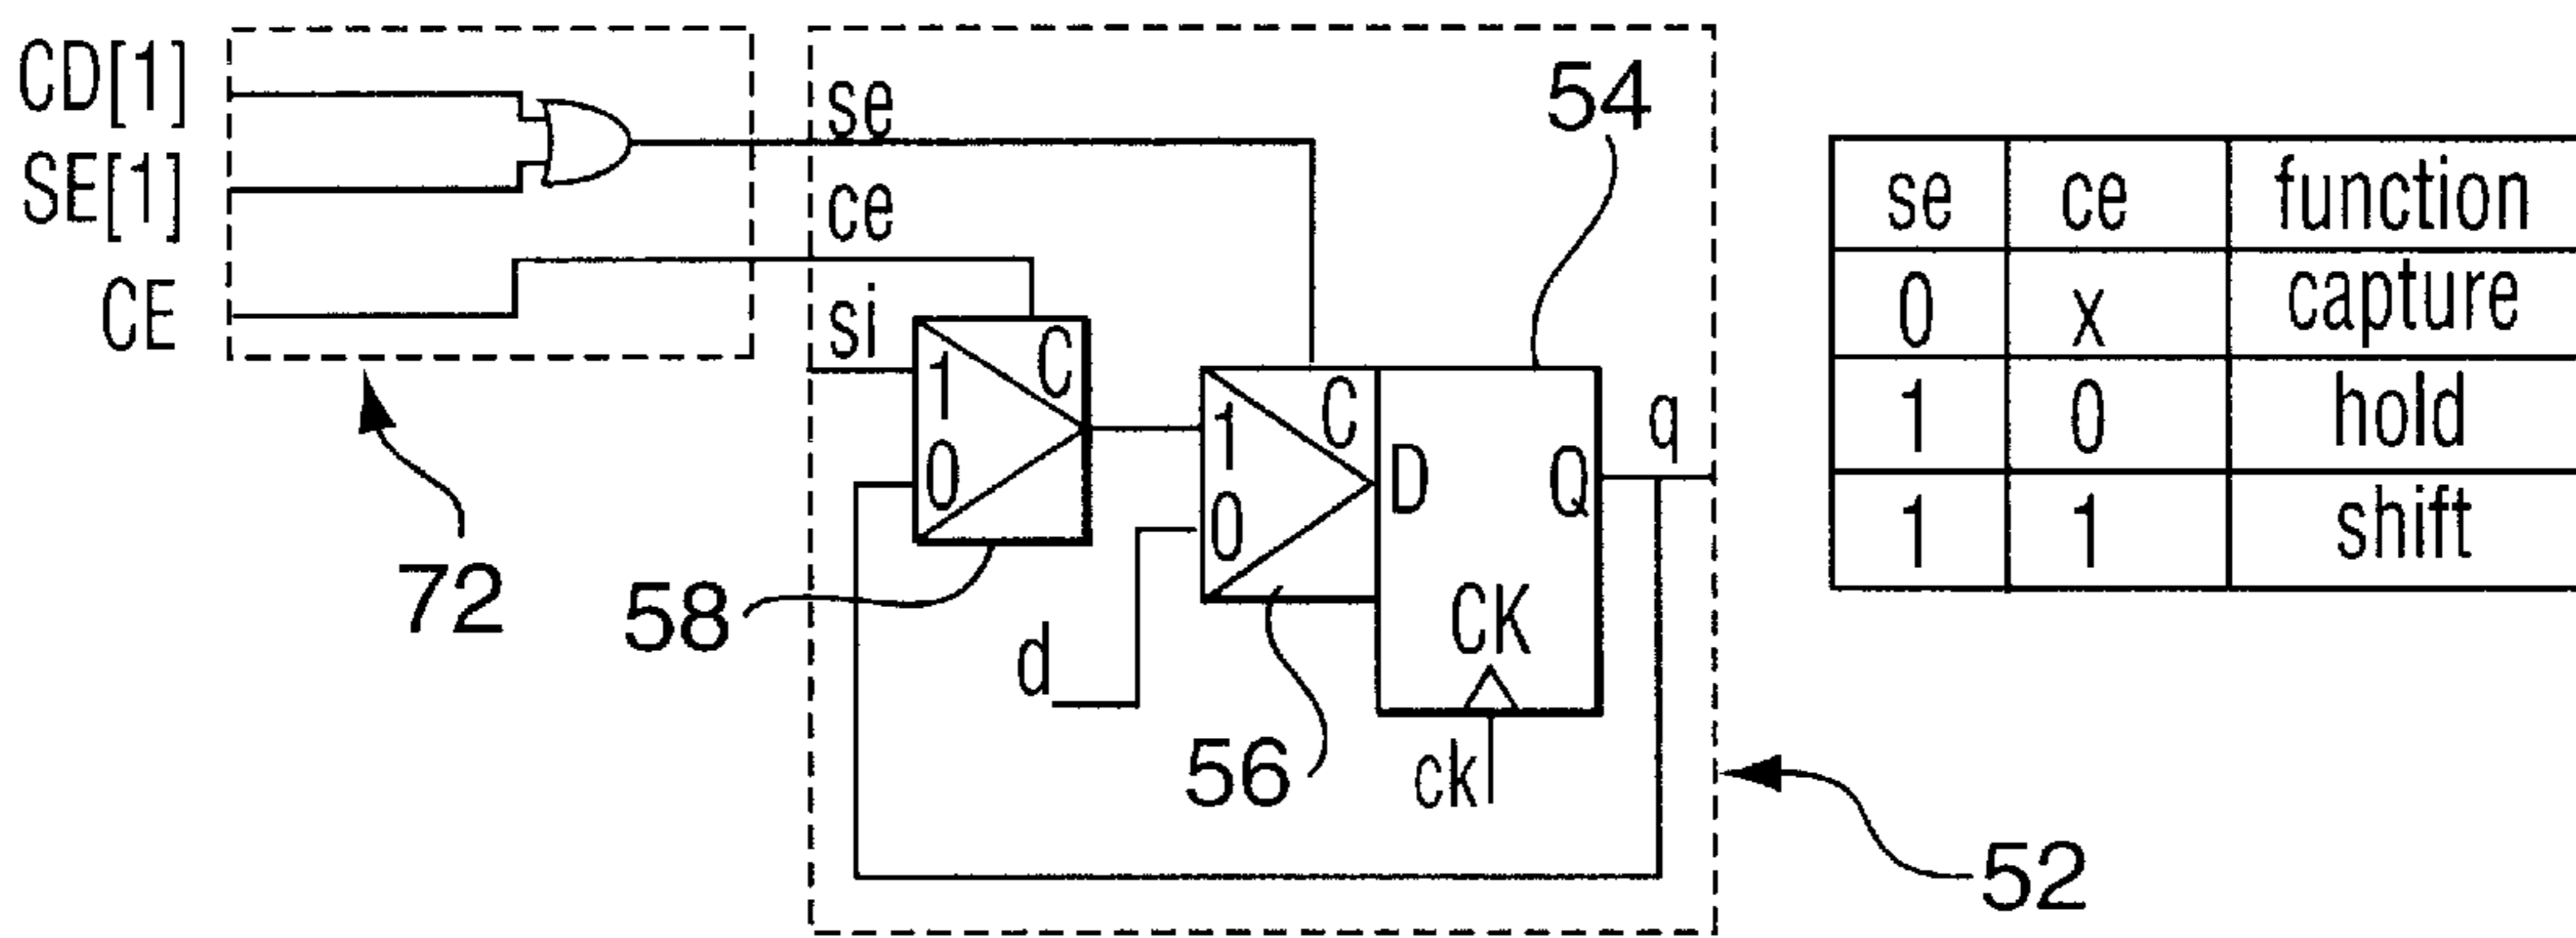 CD[1]
SE[1]
CE
72
se
ce
si
1
0
C
58
d
1
0
C
56
54
D
Q
CK
ck
q
52
se ce function
0 x capture
1 0 hold
1 1 shift